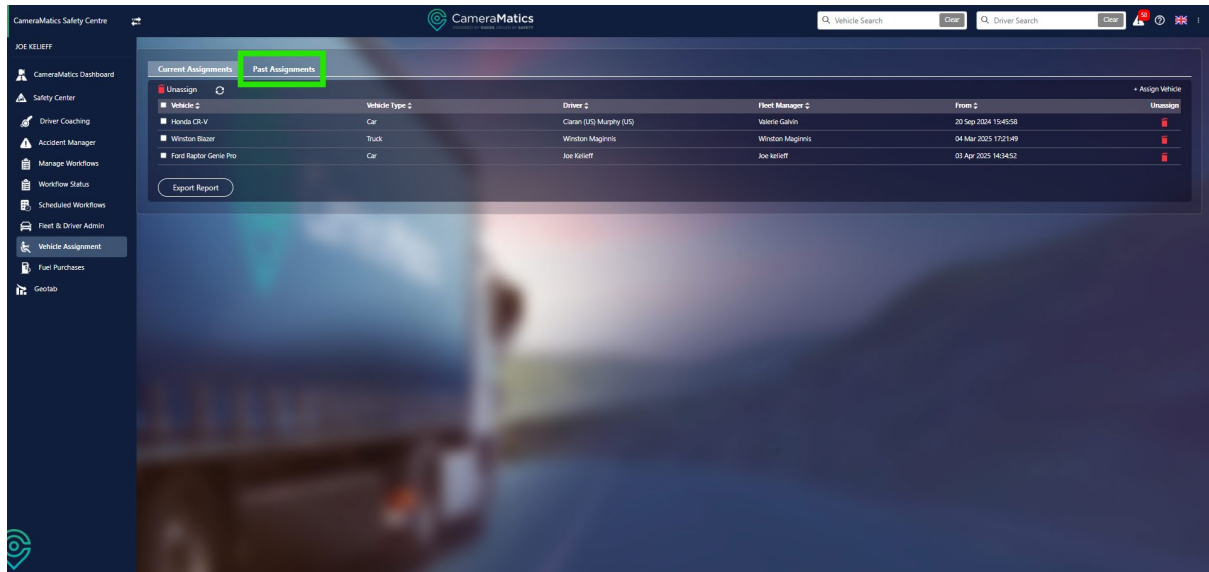 CameraMatics Safety Centre
CameraMatics
Vehicle Search Clear Driver Search Clear 50
JOE KELIEFF
CameraMatics Dashboard
Safety Center
Driver Coaching
Accident Manager
Manage Workflows
Workflow Status
Scheduled Workflows
Fleet & Driver Admin
Vehicle Assignment
Fuel Purchases
Geotab
Current Assignments Past Assignments
Unassign + Assign Vehicle
Vehicle Vehicle Type Driver Fleet Manager From Unassign
Honda CR-V Car Ciaran (US) Murphy (US) Valerie Galvin 20 Sep 2024 15:45:58
Winston Blazer Truck Winston Maginnis Winston Maginnis 04 Mar 2025 17:21:49
Ford Raptor Genie Pro Car Joe Kelieff Joe kelieff 03 Apr 2025 14:34:52
Export Report